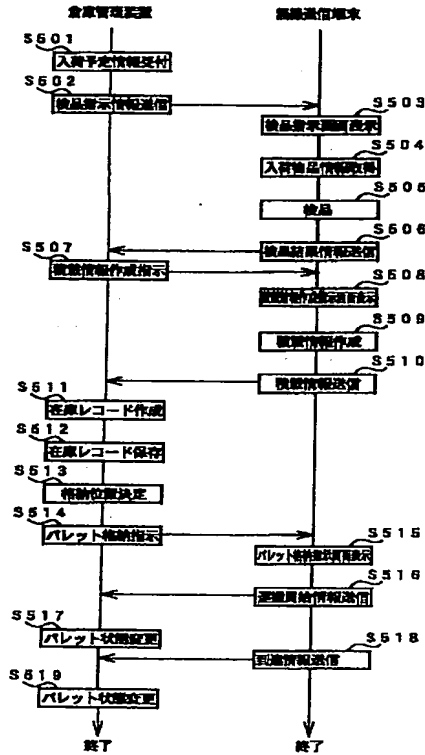 倉庫管理装置
無線通信端末
S501
入荷予定情報受付
S502
検品指示情報送信
S503
検品指示画面表示
S504
入荷検品情報取得
S505
検品
S506
検品結果情報送信
S507
積載情報作成指示
S508
積載情報作成指示画面表示
S509
積載情報作成
S510
積載情報送信
S511
在庫レコード作成
S512
在庫レコード保存
S513
格納位置決定
S514
パレット格納指示
S515
パレット格納指示画面表示
S516
運搬開始情報送信
S517
パレット状態変更
S518
到達情報送信
S519
パレット状態変更
終了
終了